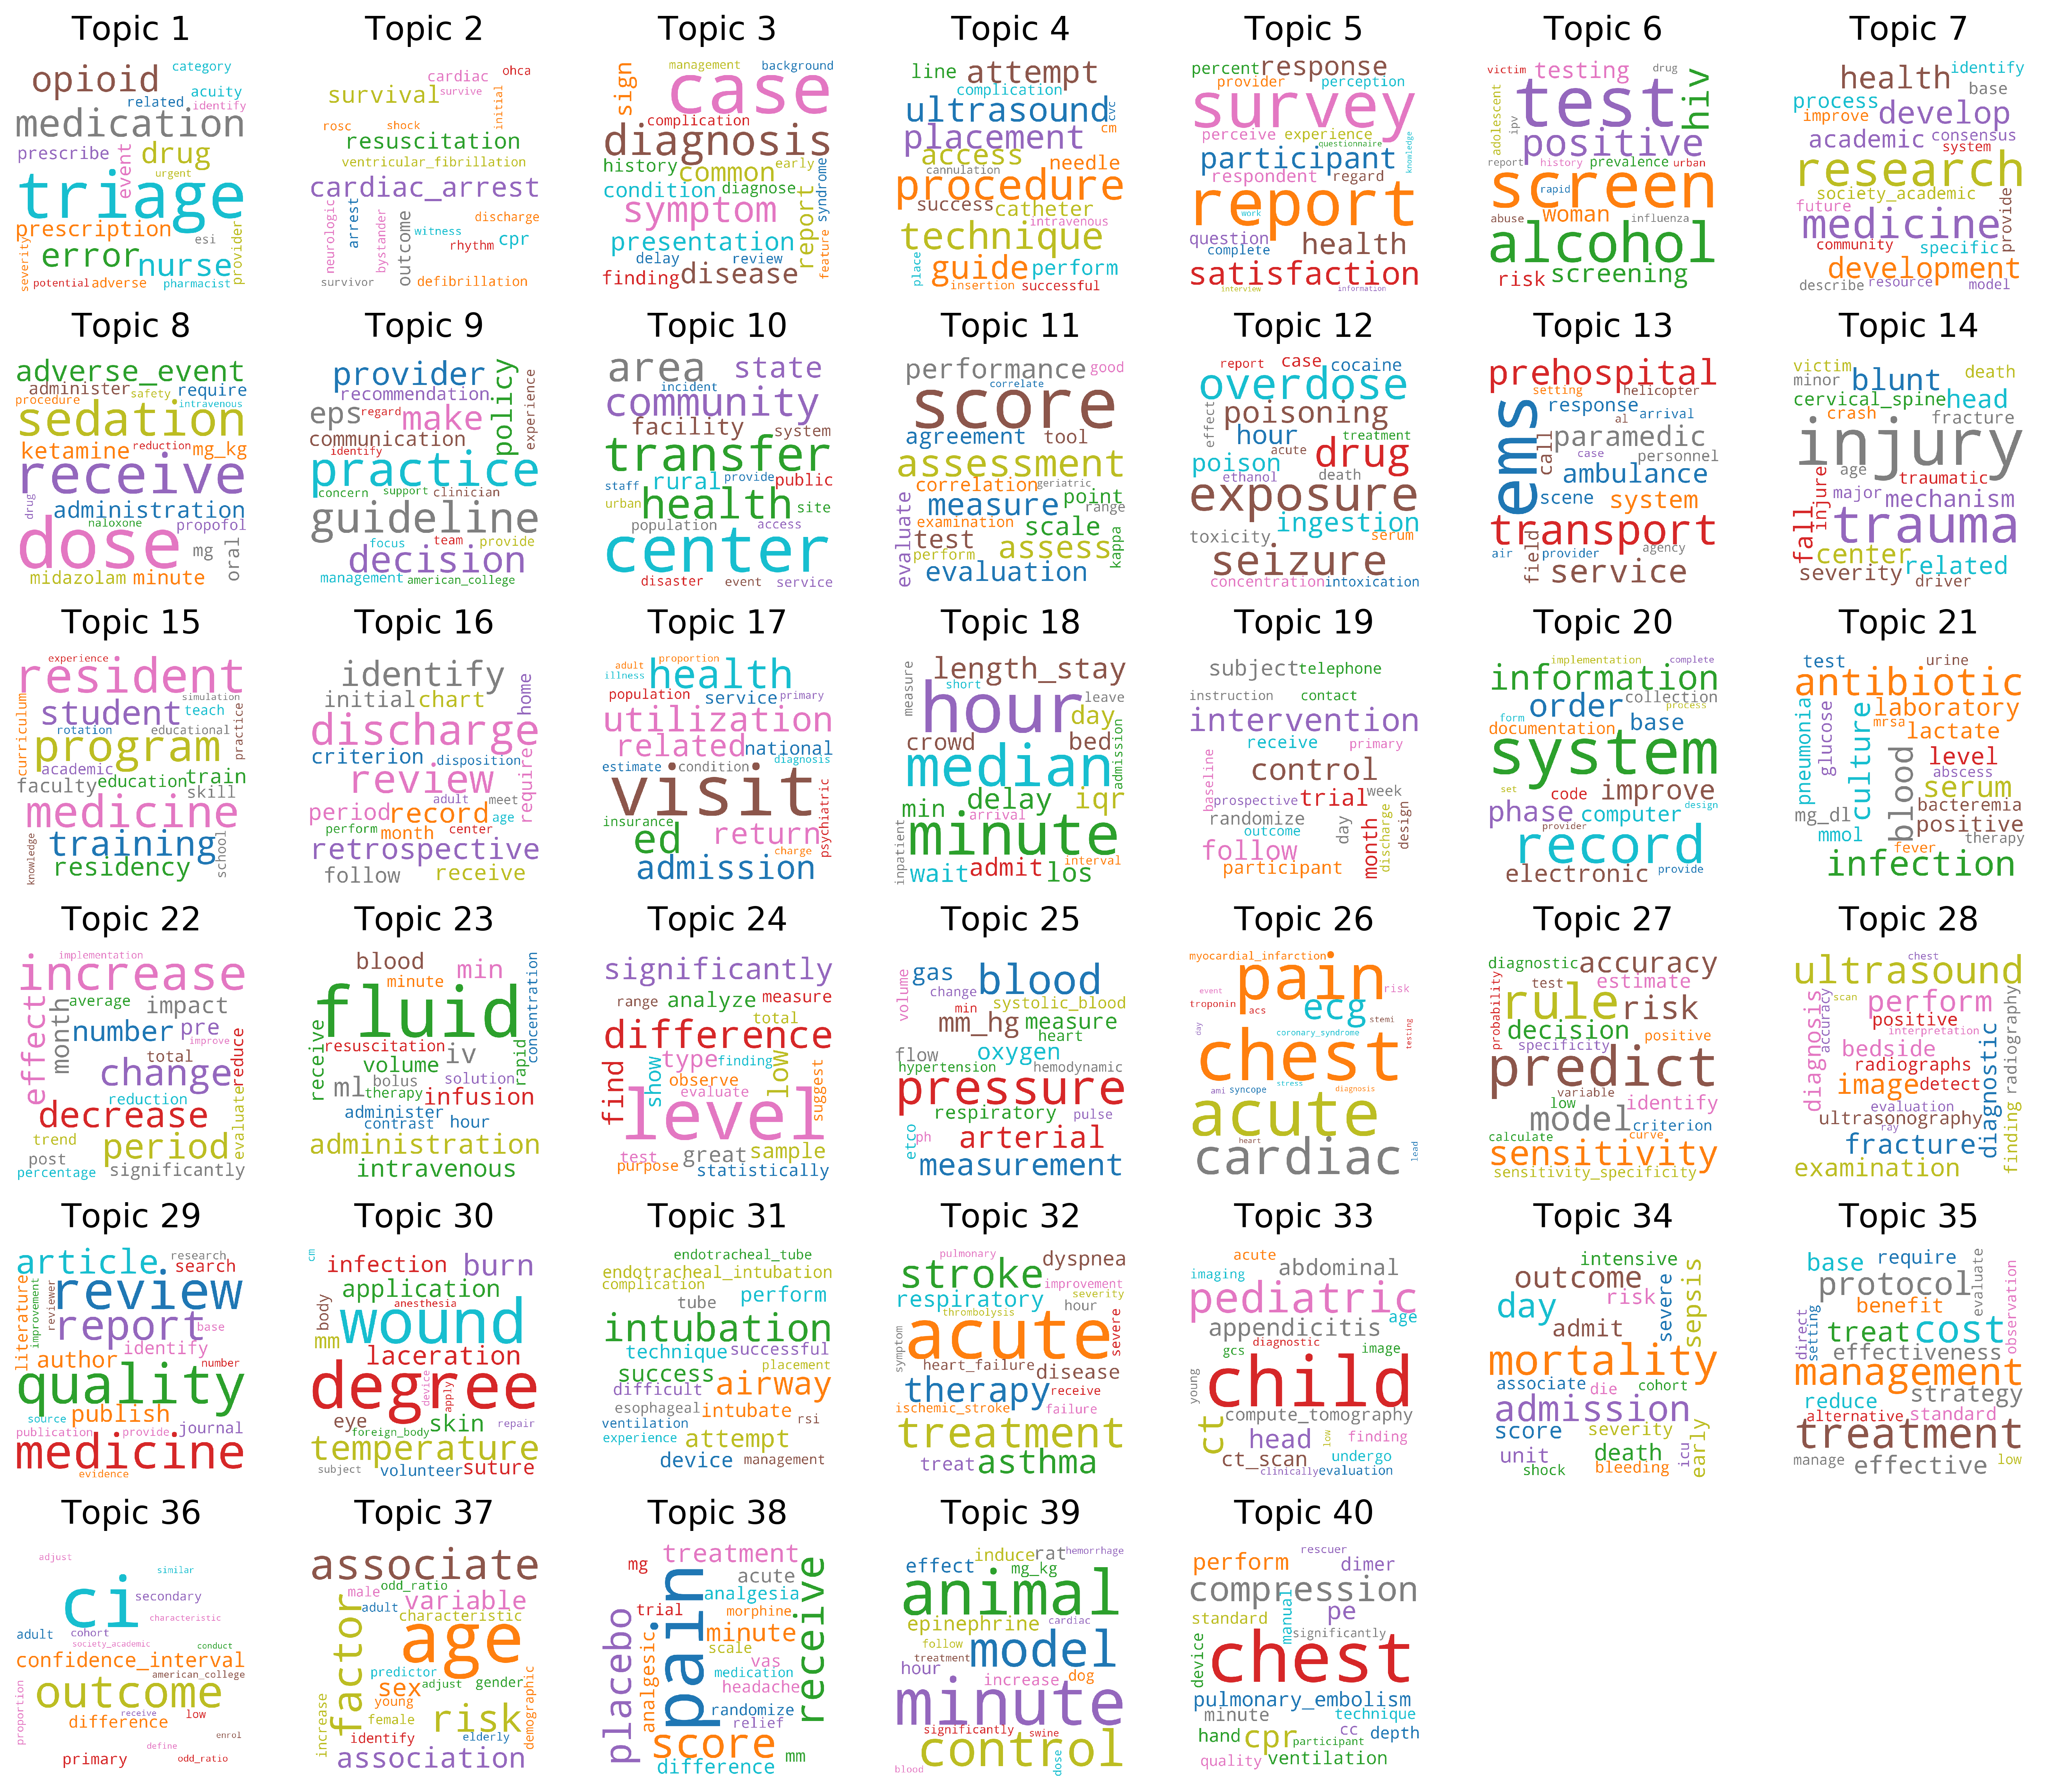 Topic 1
opioid category
acuity
related identify
medication
prescribe event drug
urgent
triage
prescription
esi
error provider
severity nurse
potential adverse pharmacist
Topic 2
cardiac ohca
survival survive
initial
rosc shock
resuscitation
ventricular_fibrillation
cardiac_arrest
neurologic arrest bystander outcome discharge
witness
rhythm cpr
survivor defibrillation
Topic 3
management background
sign case
complication
diagnosis
history common early
condition diagnose syndrome
symptom report
presentation
delay review feature
finding disease
Topic 4
line attempt
complication
ultrasound cvc
placement cm
access needle
cannulation
procedure
success catheter
intravenous
technique
place guide perform
insertion successful
Topic 5
percent response
provider perception
survey
perceive experience
questionnaire knowledge
participant
respondent regard
report
work
question health
complete
satisfaction
interview information
Topic 6
victim testing drug
adolescent test hiv
ipv positive
report history prevalence urban
screen
rapid
abuse woman influenza
alcohol
risk screening
Topic 7
health identify
process base
improve develop
academic consensus
system
research
society_academic
future provide
medicine
community specific
development
describe resource model
Topic 8
adverse_event
administer safety require
procedure intravenous
sedation
ketamine reduction mg_kg
receive
drug administration
naloxone propofol
dose mg oral
midazolam minute
Topic 9
provider policy
recommendation experience
eps regard make
communication
identify
practice
concern support clinician
guideline
focus team provide
decision
management american_college
Topic 10
area state
incident
community
facility system
transfer
rural provide public
staff
urban health site
population access
center
disaster event service
Topic 11
performance good
correlate
score
agreement tool
assessment
correlation geriatric
measure point
evaluate examination range
test scale
perform assess kappa
evaluation
Topic 12
report case cocaine
overdose
effect poisoning
hour treatment
acute drug
poison death
ethanol
exposure
ingestion
toxicity serum
seizure
concentration intoxication
Topic 13
prehospital
setting helicopter
ems response arrival
al
call paramedic
case personnel
ambulance
scene system
transport
air field provider agency
service
Topic 14
victim blunt death
minor
cervical_spine head
crash fracture
injury
age traumatic
injure major mechanism
trauma
fall center
severity related
driver
Topic 15
experience
resident
curriculum simulation
student teach practice
rotation educational
program
academic
faculty education train
skill
medicine
knowledge training school
residency
Topic 16
identify
initial chart home
discharge
criterion disposition require
review
adult meet
period record age
perform month center
retrospective
follow receive
Topic 17
adult proportion
illness health
population service primary
utilization
related national
diagnosis
estimate condition
visit psychiatric
insurance
ed return
charge
admission
Topic 18
measure length_stay
short
hour leave
day
crowd bed admission
median
min delay iqr
arrival
minute
inpatient interval
wait admit los
Topic 19
subject telephone
instruction contact
intervention
receive primary
baseline control
prospective trial week
randomize day
outcome month discharge design
follow
participant
Topic 20
implementation complete
information
order collection
process
form base
documentation
system
set code improve
phase computer design
provider
record
electronic provide
Topic 21
test urine
antibiotic
pneumonia glucose culture laboratory
mrsa
lactate
blood level
abscess
serum
bacteremia
mg_dl positive
mmol therapy
fever
infection
Topic 22
implementation
increase
effect month average impact
number pre
improve
total reduce
change
reduction
decrease evaluate
trend
post period
percentage significantly
Topic 23
blood min concentration
minute
fluid
receive resuscitation rapid
volume iv
ml bolus solution
therapy infusion
administer
contrast hour
administration
intravenous
Topic 24
significantly
range analyze measure
total
difference
find show type finding low
observe suggest
evaluate
level
test great sample
purpose statistically
Topic 25
volume gas blood
change
systolic_blood
min
mm_hg measure
heart
flow oxygen
hypertension hemodynamic
pressure
respiratory pulse
etco ph arterial
measurement
Topic 26
myocardial_infarction
pain
event ecg risk
troponin acs stemi
day coronary_syndrome testing
chest
ami syncope stress diagnosis
acute
heart
cardiac lead
Topic 27
diagnostic accuracy
test estimate
probability rule risk
decision positive
specificity
predict
variable
low identify
model criterion
calculate curve
sensitivity
sensitivity_specificity
Topic 28
chest
ultrasound
scan
diagnosis accuracy perform
positive radiography
interpretation
bedside diagnostic
radiographs
image detect
evaluation
ultrasonography
ray finding
fracture
examination
Topic 29
article research
search
literature improvement reviewer review
report base
identify
author number
quality
source publish
publication provide journal
medicine
evidence
Topic 30
cm infection burn
application
body anesthesia
wound
mm
laceration
device apply
degree
eye skin repair
foreign_body
temperature
subject volunteer suture
Topic 31
endotracheal_tube
endotracheal_intubation
complication
tube perform
intubation
technique successful
placement
success airway
difficult
esophageal intubate rsi
ventilation
experience attempt
device management
Topic 32
pulmonary dyspnea
stroke improvement
respiratory severity
thrombolysis hour
symptom acute severe
heart_failure disease
therapy receive
ischemic_stroke failure
treatment
treat asthma
Topic 33
acute abdominal
imaging
pediatric
age
appendicitis
diagnostic
gcs image
young child
compute_tomography
ct head low finding
ct_scan undergo
clinically evaluation
Topic 34
intensive
outcome severe sepsis
day risk
admit
mortality
associate die cohort
admission
score severity early
unit death icu
shock bleeding
Topic 35
base require evaluate observation
protocol
benefit
direct setting treat cost
effectiveness
management
reduce strategy
alternative standard
treatment
manage effective low
Topic 36
adjust
similar
ci secondary
characteristic
adult cohort
society_academic conduct
confidence_interval
american_college
outcome
proportion receive low
difference
enrol
define
primary odd_ratio
Topic 37
associate
odd_ratio
male variable
adult
factor characteristic
age
predictor
sex adjust gender demographic
young
increase female risk
identify elderly
association
Topic 38
mg treatment
acute receive
pain analgesia
trial morphine
placebo analgesic minute
scale
vas
medication
headache
randomize
relief
score mm
difference
Topic 39
effect induce rat hemorrhage
mg_kg
animal
epinephrine cardiac
follow model
treatment
hour increase dog
minute
significantly swine
control
blood dose
Topic 40
rescuer
perform dimer
compression
standard manual pe
significantly
device chest
pulmonary_embolism
minute technique
hand cpr cc depth
participant
quality ventilation